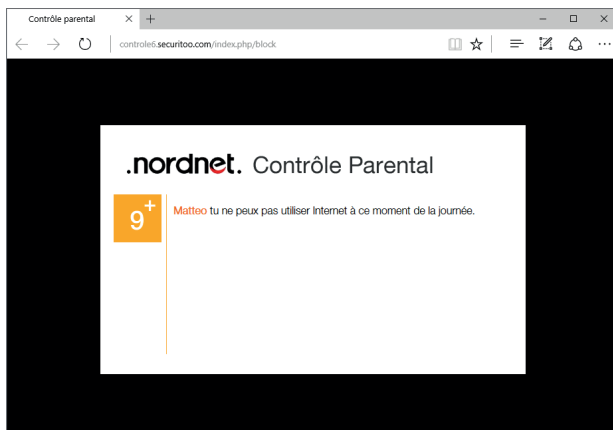 Contrôle parental
controle6.securitoo.com/index.php/block
.nordnet. Contrôle Parental
9+
Matteo tu ne peux pas utiliser Internet à ce moment de la journée.